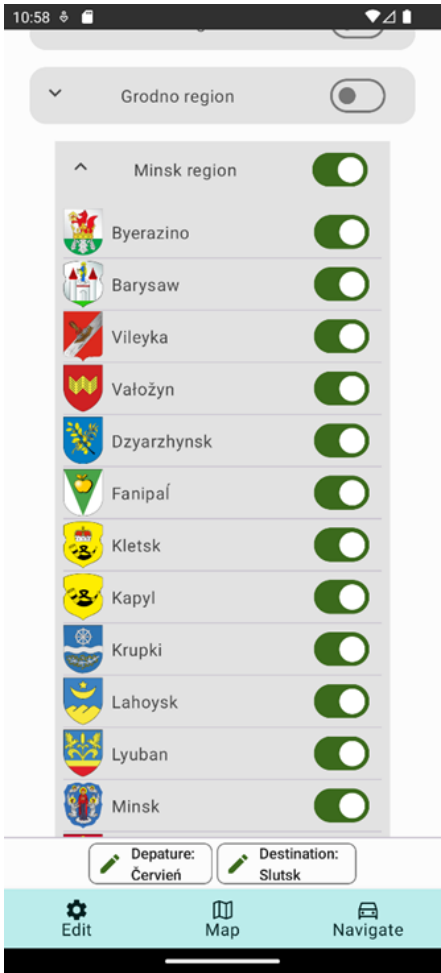 10:58
Grodno region
Minsk region
Byerazino
Barysaw
Vileyka
Vałožyn
Dzyarzhynsk
Fanipaĺ
Kletsk
Kapyl
Krupki
Lahoysk
Lyuban
Minsk
Depature:
Červień
Destination:
Slutsk
Edit
Map
Navigate